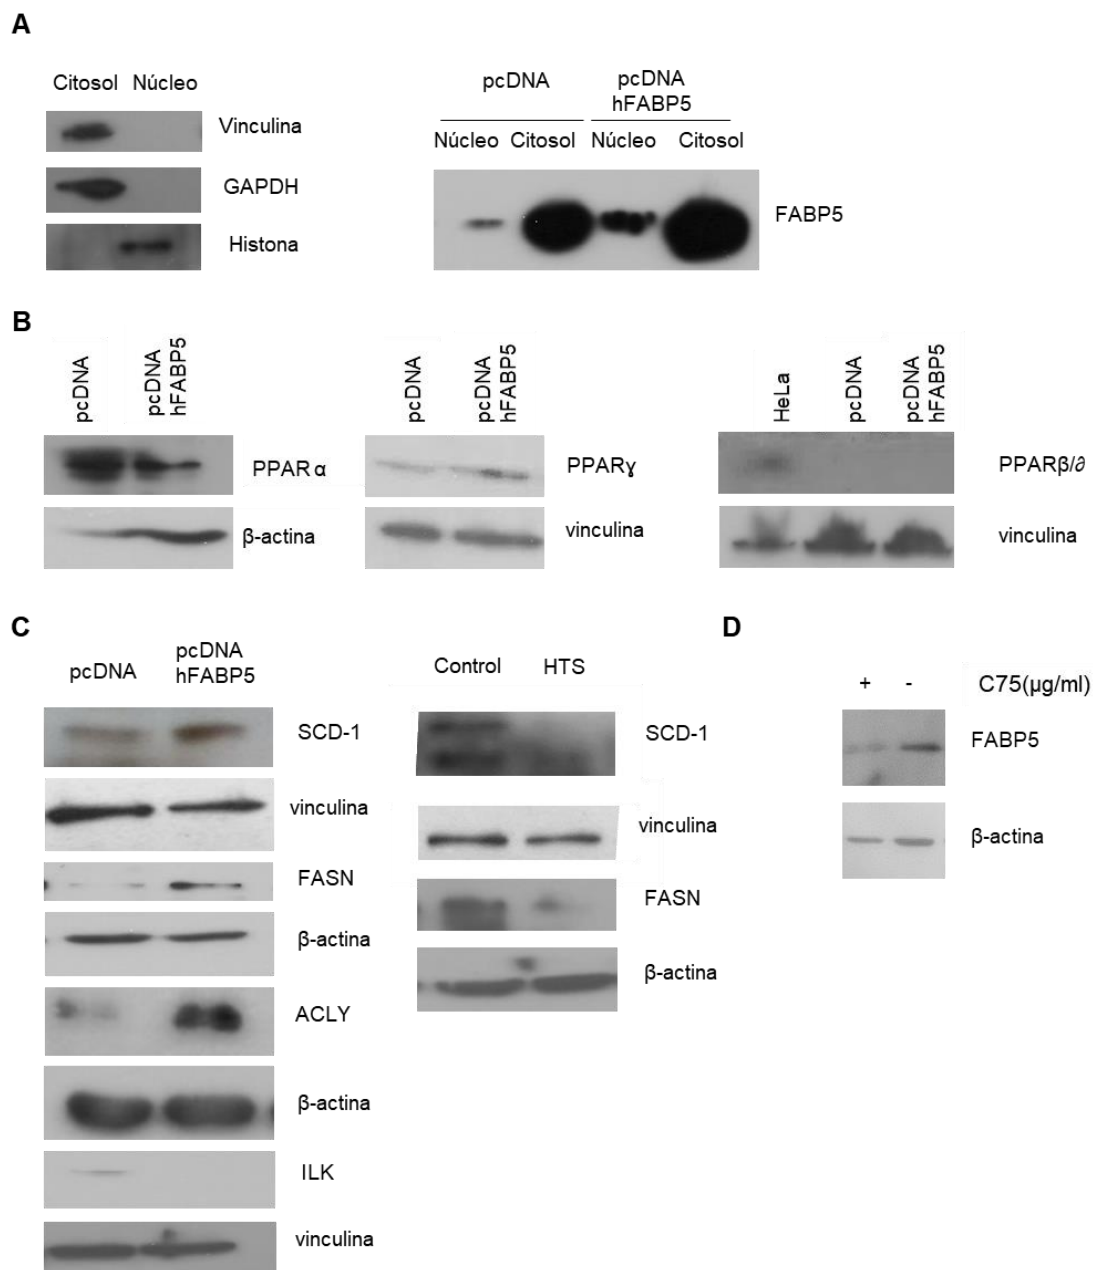 A
Citosol Núcleo
Vinculina
GAPDH
Histona
pcDNA
pcDNA
hFABP5
Núcleo Citosol Núcleo Citosol
FABP5
B
pcDNA
pcDNA
hFABP5
PPAR α
β-actina
pcDNA
pcDNA
hFABP5
PPARɣ
vinculina
HeLa
pcDNA
pcDNA
hFABP5
PPARβ/∂
vinculina
C
pcDNA
pcDNA
hFABP5
SCD-1
vinculina
FASN
β-actina
ACLY
β-actina
ILK
vinculina
Control HTS
SCD-1
vinculina
FASN
β-actina
D
+ - C75(µg/ml)
FABP5
β-actina